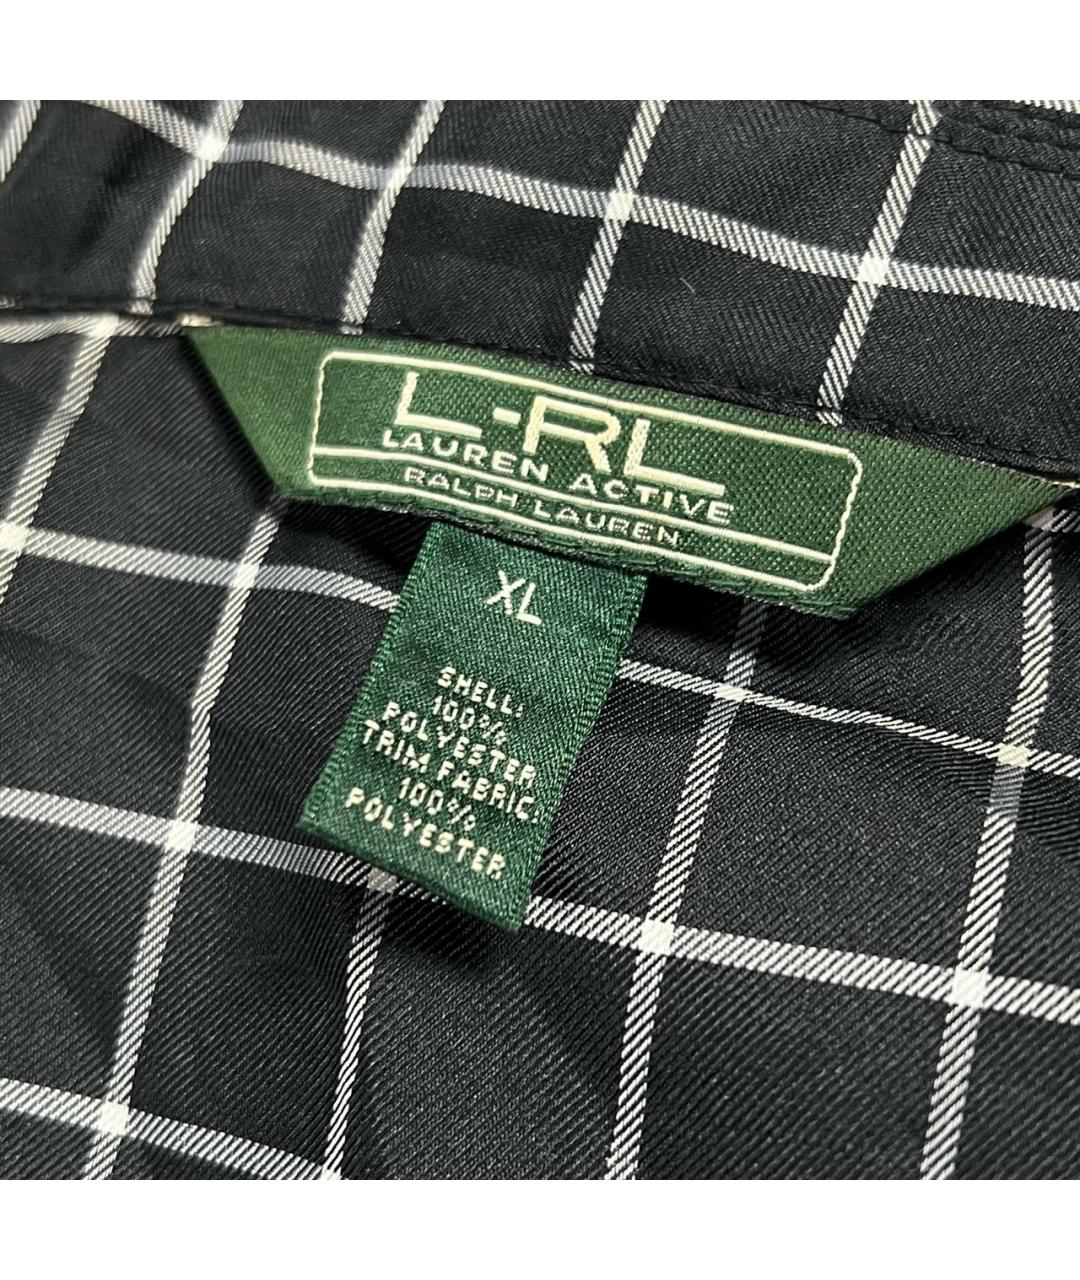 L-RL
LAUREN ACTIVE
RALPH LAUREN
XL
SHELL:
100%
POLYESTER
TRIM FABRIC:
100%
POLYESTER